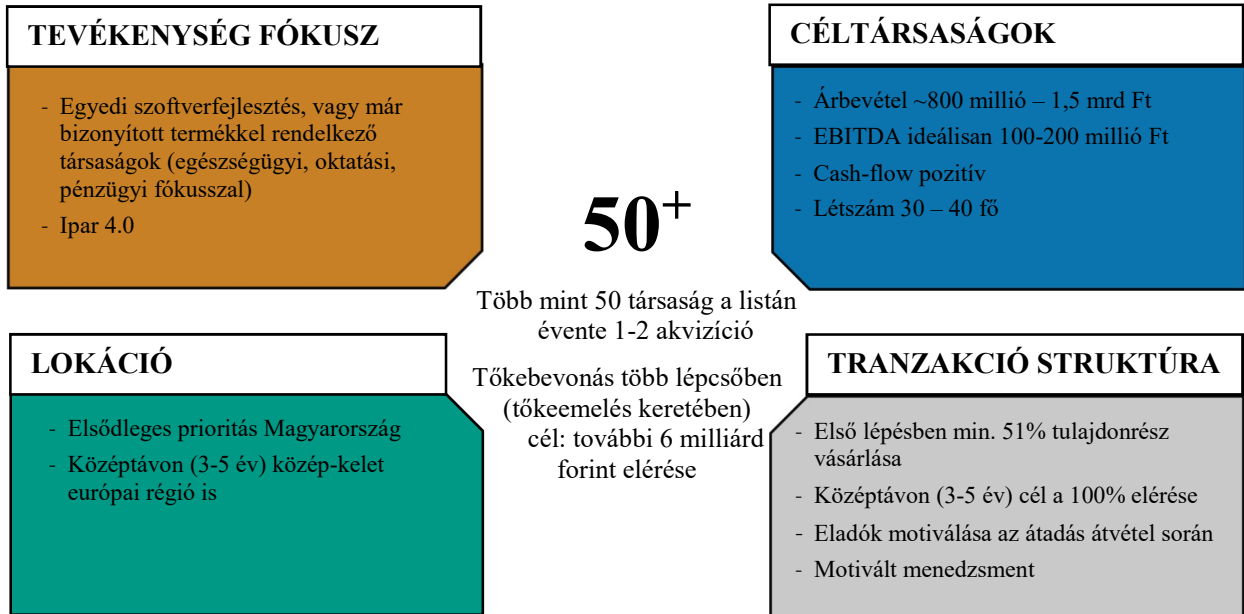 TEVÉKENYSÉG FÓKUSZ
- Egyedi szoftverfejlesztés, vagy már
bizonyított termékkel rendelkező
társaságok (egészségügyi, oktatási,
pénzügyi fókusszal)
- Ipar 4.0
CÉLTÁRSASÁGOK
- Árbevétel ~800 millió – 1,5 mrd Ft
- EBITDA ideálisan 100-200 millió Ft
- Cash-flow pozitív
- Létszám 30 – 40 fő
50+
Több mint 50 társaság a listán
évente 1-2 akvizíció
Tőkebevonás több lépcsőben
(tőkeemelés keretében)
cél: további 6 milliárd
forint elérése
LOKÁCIÓ
- Elsődleges prioritás Magyarország
- Középtávon (3-5 év) közép-kelet
európai régió is
TRANZAKCIÓ STRUKTÚRA
- Első lépésben min. 51% tulajdonrész
vásárlása
- Középtávon (3-5 év) cél a 100% elérése
- Eladók motiválása az átadás átvétel során
- Motivált menedzsment